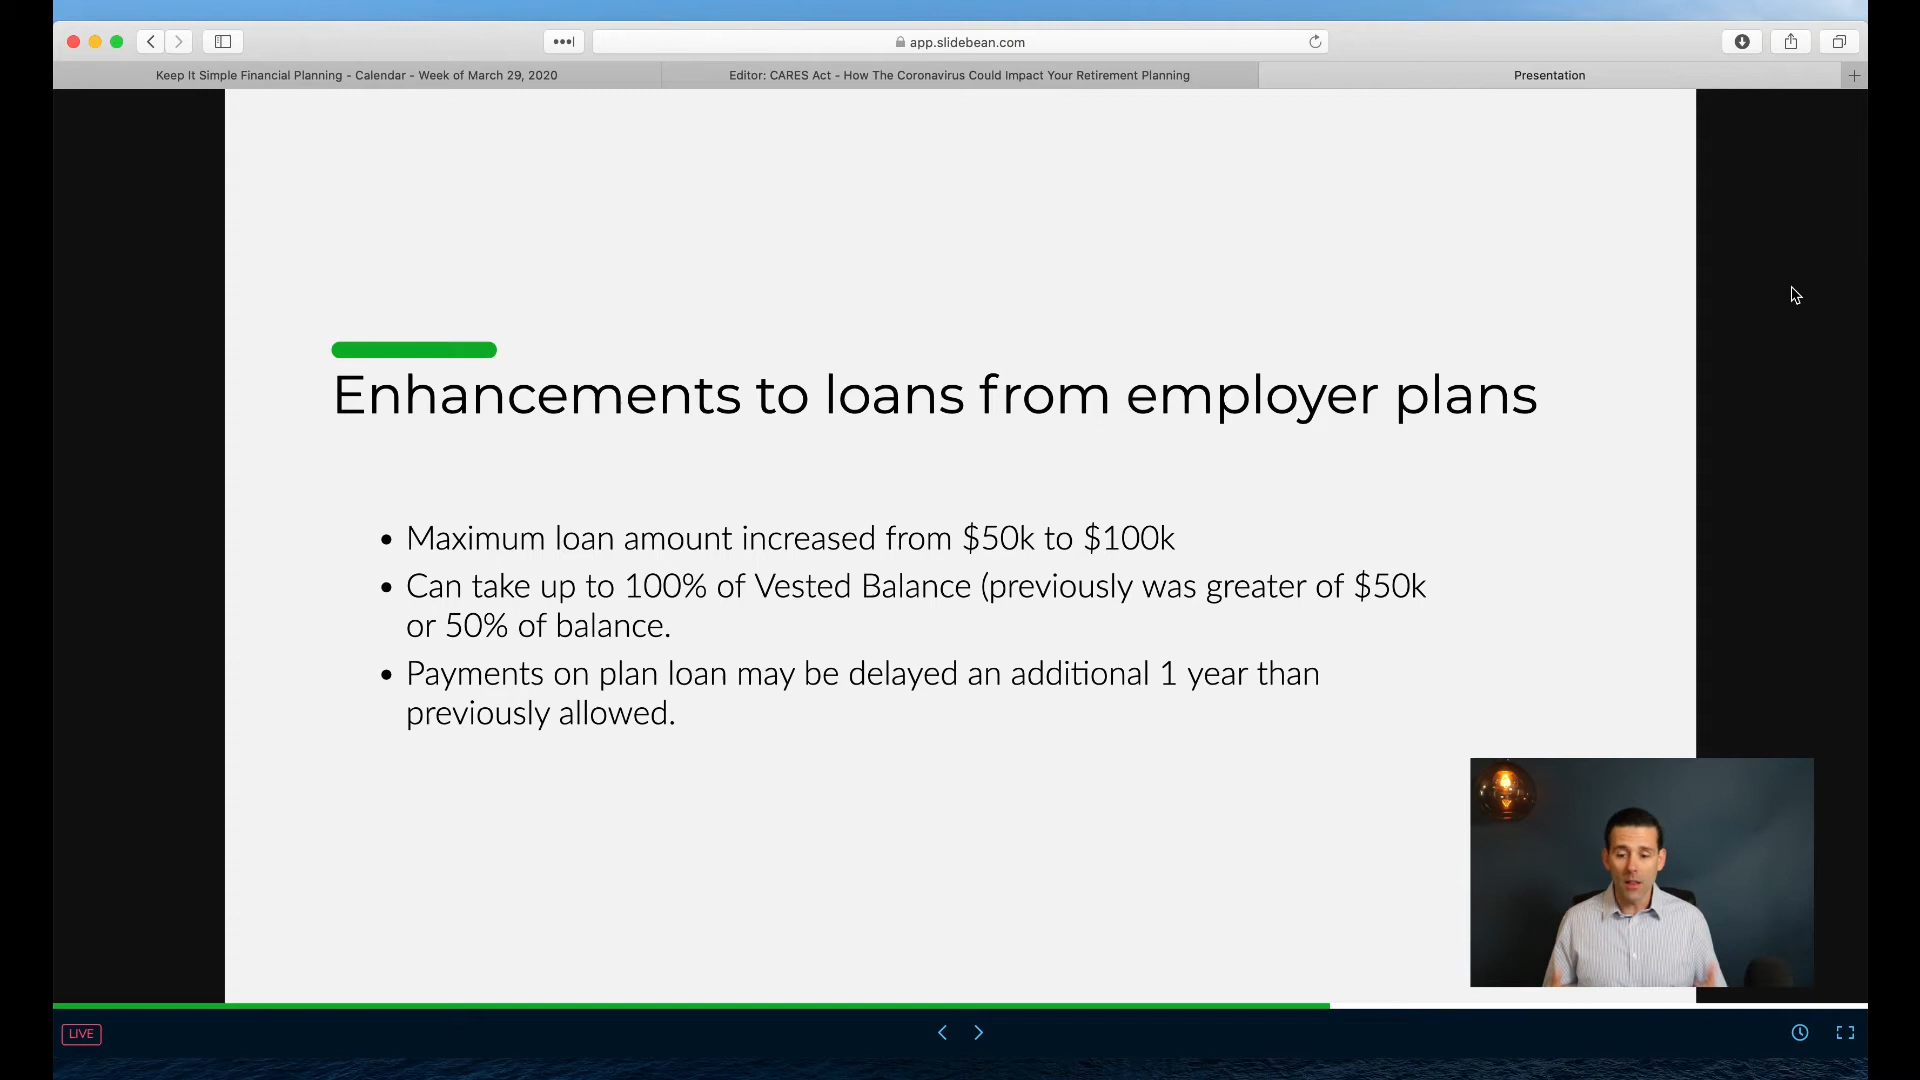 •••|
app.slidebean.com
Keep It Simple Financial Planning - Calendar - Week of March 29, 2020
Editor: CARES Act - How The Coronavirus Could Impact Your Retirement Planning
Presentation
Enhancements to loans from employer plans
• Maximum loan amount increased from $50k to $100k
• Can take up to 100% of Vested Balance (previously was greater of $50k
or 50% of balance.
• Payments on plan loan may be delayed an additional 1 year than
previously allowed.
LIVE